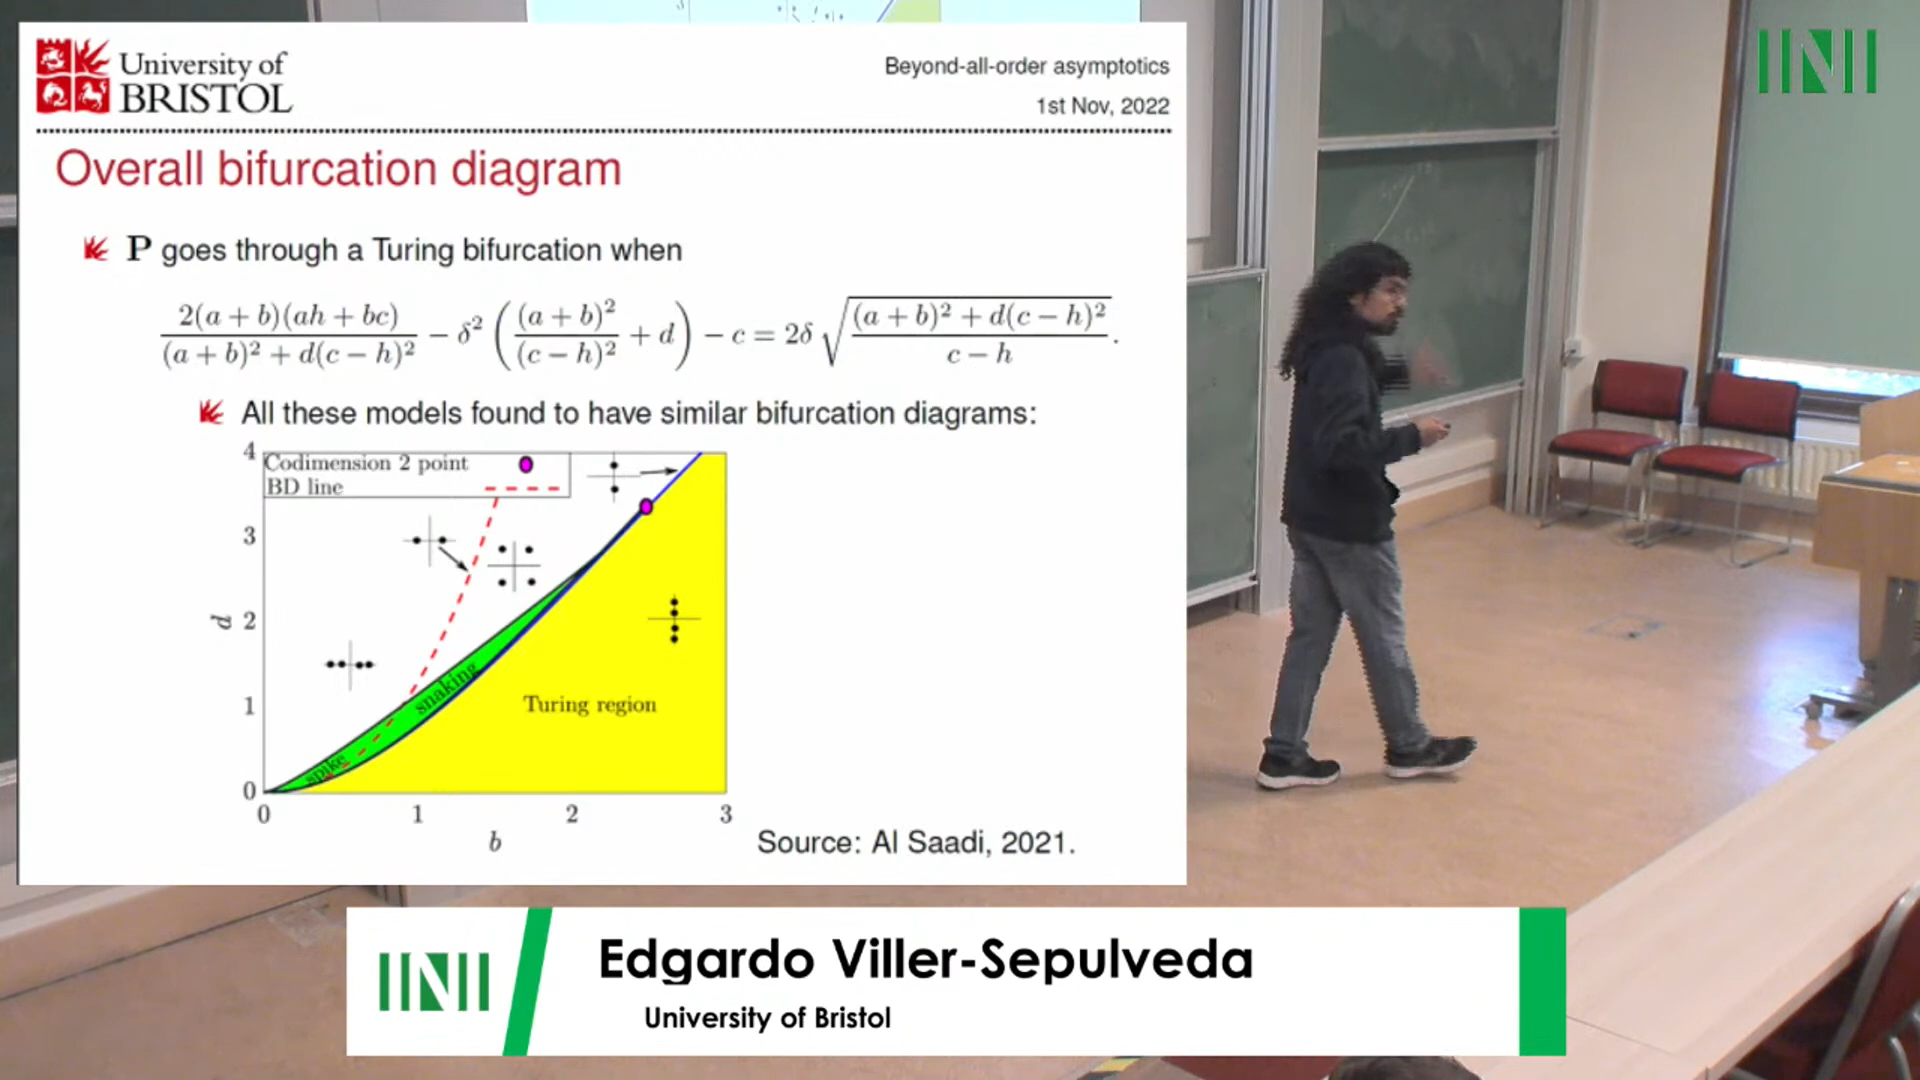 University of
BRISTOL
Beyond-all-order asymptotics
1st Nov, 2022
Overall bifurcation diagram
P goes through a Turing bifurcation when
2(a + b)(ah + bc) / (a + b)² + d(c − h)² − δ² ( (a + b)² / (c − h)² + d ) − c = 2δ √ (a + b)² + d(c − h)² / c − h .
All these models found to have similar bifurcation diagrams:
Codimension 2 point
BD line
4
3
2
1
0
d
snaking
spike
Turing region
0 1 2 3
b
Source: Al Saadi, 2021.
INI
INI
Edgardo Viller-Sepulveda
University of Bristol